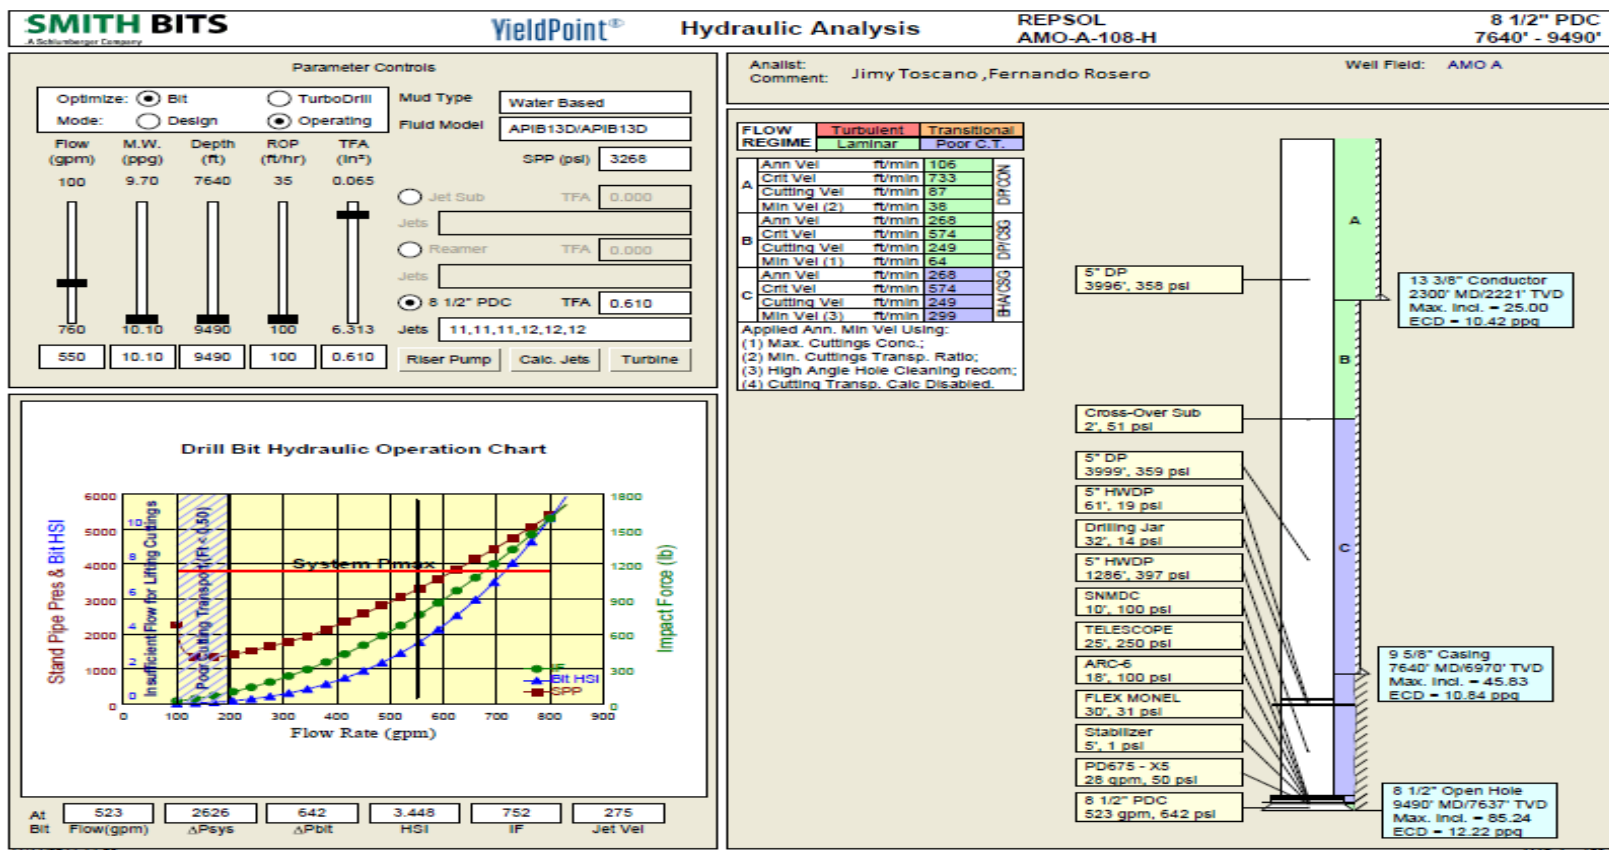 SMITH BITS
A Schlumberger Company
YieldPoint®
Hydraulic Analysis
REPSOL
AMO-A-108-H
8 1/2" PDC
7640' - 9490'
Parameter Controls
Optimize: Bit TurboDrill
Mode: Design Operating
Mud Type Water Based
Fluid Model APIB13D/APIB13D
SPP (psi) 3268
Flow M.W. Depth ROP TFA
(gpm) (ppg) (ft) (ft/hr) (in²)
100 9.70 7640 35 0.065
760 10.10 9490 100 6.313
550 10.10 9490 100 0.610
Jet Sub TFA 0.000
Jets
Reamer TFA 0.000
Jets
8 1/2" PDC TFA 0.610
Jets 11,11,11,12,12,12
Riser Pump Calc. Jets Turbine
Analist:
Comment: Jimy Toscano ,Fernando Rosero
Well Field: AMO A
FLOW Turbulent Transitional
REGIME Laminar Poor C.T.
A
Ann Vel ft/min 106
Crit Vel ft/min 733
Cutting Vel ft/min 87
Min Vel (2) ft/min 38
DP/CON
B
Ann Vel ft/min 268
Crit Vel ft/min 574
Cutting Vel ft/min 249
Min Vel (1) ft/min 64
DP/CSG
C
Ann Vel ft/min 268
Crit Vel ft/min 574
Cutting Vel ft/min 249
Min Vel (3) ft/min 299
BHA/CSG
Applied Ann. Min Vel Using:
(1) Max. Cuttings Conc.;
(2) Min. Cuttings Transp. Ratio;
(3) High Angle Hole Cleaning recom;
(4) Cutting Transp. Calc Disabled.
5" DP
3996', 358 psi
Cross-Over Sub
2', 51 psi
5" DP
3999', 359 psi
5" HWDP
61', 19 psi
Drilling Jar
32', 14 psi
5" HWDP
1286', 397 psi
SNMDC
10', 100 psi
TELESCOPE
25', 250 psi
ARC-6
18', 100 psi
FLEX MONEL
30', 31 psi
Stabilizer
5', 1 psi
PD675 - X5
28 gpm, 50 psi
8 1/2" PDC
523 gpm, 642 psi
A
B
C
13 3/8" Conductor
2300' MD/2221' TVD
Max. Incl. = 25.00
ECD = 10.42 ppg
9 5/8" Casing
7640' MD/6970' TVD
Max. Incl. = 45.83
ECD = 10.84 ppg
8 1/2" Open Hole
9490' MD/7637' TVD
Max. Incl. = 85.24
ECD = 12.22 ppg
Drill Bit Hydraulic Operation Chart
Stand Pipe Pres & Bit HSI
6000
5000
4000
3000
2000
1000
0
10
8
6
4
2
0
Insufficient Flow for Lifting Cuttings
Poor Cutting Transport (Ft < 0.50)
System Pmax
IF
Bit HSI
SPP
1800
1500
1200
900
600
300
0
Impact Force (lb)
0 100 200 300 400 500 600 700 800 900
Flow Rate (gpm)
At 523 2626 642 3.448 752 275
Bit Flow(gpm) ΔPsys ΔPbit HSI IF Jet Vel